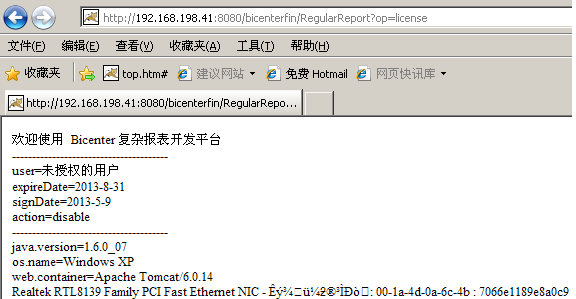 http://192.168.198.41:8080/bicenterfin/RegularReport?op=license
文件(F) 编辑(E) 查看(V) 收藏夹(A) 工具(T) 帮助(H)
收藏夹 top.htm# 建议网站 免费 Hotmail 网页快讯库
http://192.168.198.41:8080/bicenterfin/RegularRepo...
欢迎使用 Bicenter 复杂报表开发平台
---------------------------------------
user=未授权的用户
expireDate=2013-8-31
signDate=2013-5-9
action=disable
---------------------------------------
java.version=1.6.0_07
os.name=Windows XP
web.container=Apache Tomcat/6.0.14
Realtek RTL8139 Family PCI Fast Ethernet NIC - : 00-1a-4d-0a-6c-4b : 7066e1189e8a0c9